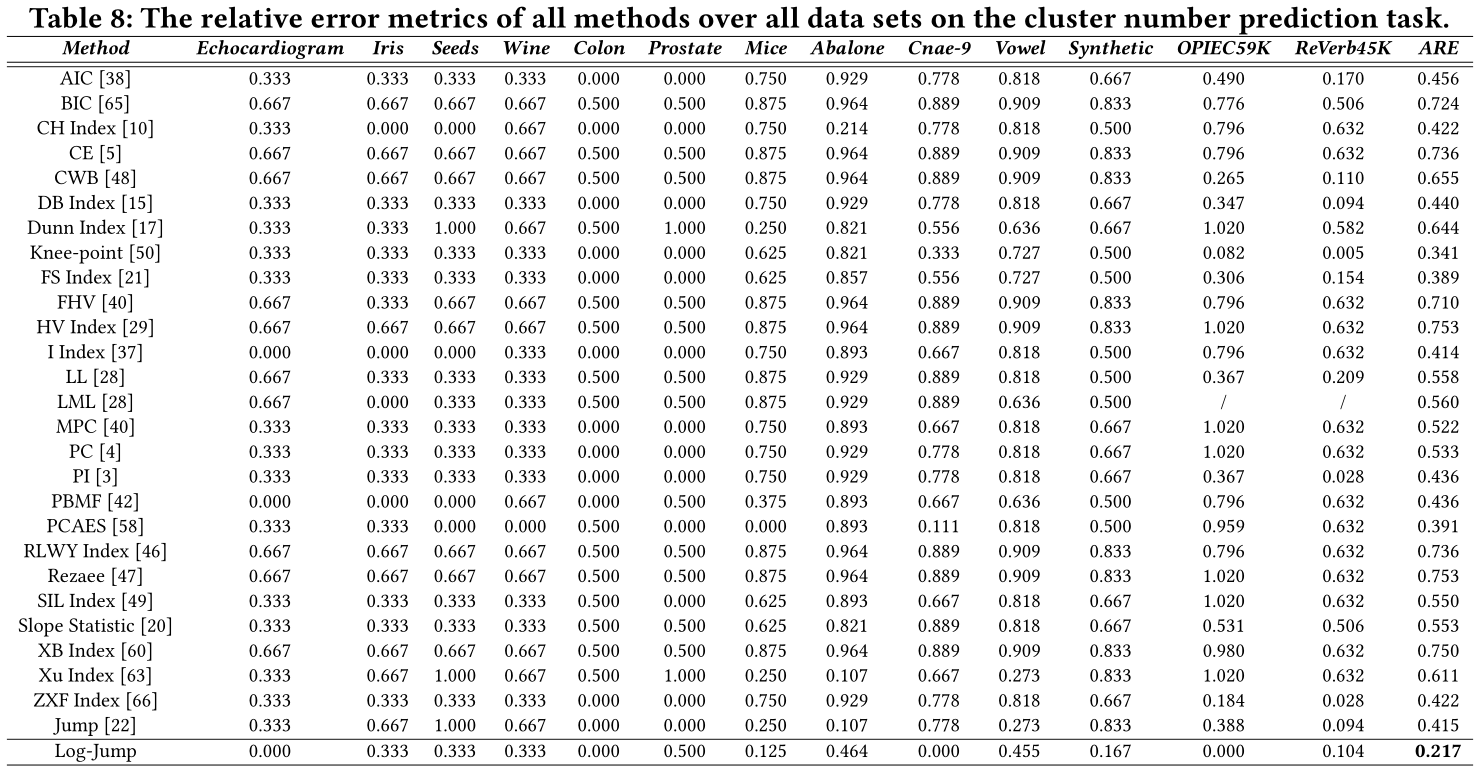 Table 8: The relative error metrics of all methods over all data sets on the cluster number prediction task.
Method Echocardiogram Iris Seeds Wine Colon Prostate Mice Abalone Cnae-9 Vowel Synthetic OPIEC59K ReVerb45K ARE
AIC [38] 0.333 0.333 0.333 0.333 0.000 0.000 0.750 0.929 0.778 0.818 0.667 0.490 0.170 0.456
BIC [65] 0.667 0.667 0.667 0.667 0.500 0.500 0.875 0.964 0.889 0.909 0.833 0.776 0.506 0.724
CH Index [10] 0.333 0.000 0.000 0.667 0.000 0.000 0.750 0.214 0.778 0.818 0.500 0.796 0.632 0.422
CE [5] 0.667 0.667 0.667 0.667 0.500 0.500 0.875 0.964 0.889 0.909 0.833 0.796 0.632 0.736
CWB [48] 0.667 0.667 0.667 0.667 0.500 0.500 0.875 0.964 0.889 0.909 0.833 0.265 0.110 0.655
DB Index [15] 0.333 0.333 0.333 0.333 0.000 0.000 0.750 0.929 0.778 0.818 0.667 0.347 0.094 0.440
Dunn Index [17] 0.333 0.333 1.000 0.667 0.500 1.000 0.250 0.821 0.556 0.636 0.667 1.020 0.582 0.644
Knee-point [50] 0.333 0.333 0.333 0.333 0.000 0.000 0.625 0.821 0.333 0.727 0.500 0.082 0.005 0.341
FS Index [21] 0.333 0.333 0.333 0.333 0.000 0.000 0.625 0.857 0.556 0.727 0.500 0.306 0.154 0.389
FHV [40] 0.667 0.333 0.667 0.667 0.500 0.500 0.875 0.964 0.889 0.909 0.833 0.796 0.632 0.710
HV Index [29] 0.667 0.667 0.667 0.667 0.500 0.500 0.875 0.964 0.889 0.909 0.833 1.020 0.632 0.753
I Index [37] 0.000 0.000 0.000 0.333 0.000 0.000 0.750 0.893 0.667 0.818 0.500 0.796 0.632 0.414
LL [28] 0.667 0.333 0.333 0.333 0.500 0.500 0.875 0.929 0.889 0.818 0.500 0.367 0.209 0.558
LML [28] 0.667 0.000 0.333 0.333 0.500 0.500 0.875 0.929 0.889 0.636 0.500 / / 0.560
MPC [40] 0.333 0.333 0.333 0.333 0.000 0.000 0.750 0.893 0.667 0.818 0.667 1.020 0.632 0.522
PC [4] 0.333 0.333 0.333 0.333 0.000 0.000 0.750 0.929 0.778 0.818 0.667 1.020 0.632 0.533
PI [3] 0.333 0.333 0.333 0.333 0.000 0.000 0.750 0.929 0.778 0.818 0.667 0.367 0.028 0.436
PBMF [42] 0.000 0.000 0.000 0.667 0.000 0.500 0.375 0.893 0.667 0.636 0.500 0.796 0.632 0.436
PCAES [58] 0.333 0.333 0.000 0.000 0.500 0.000 0.000 0.893 0.111 0.818 0.500 0.959 0.632 0.391
RLWY Index [46] 0.667 0.667 0.667 0.667 0.500 0.500 0.875 0.964 0.889 0.909 0.833 0.796 0.632 0.736
Rezaee [47] 0.667 0.667 0.667 0.667 0.500 0.500 0.875 0.964 0.889 0.909 0.833 1.020 0.632 0.753
SIL Index [49] 0.333 0.333 0.333 0.333 0.500 0.000 0.625 0.893 0.667 0.818 0.667 1.020 0.632 0.550
Slope Statistic [20] 0.333 0.333 0.333 0.333 0.500 0.500 0.625 0.821 0.889 0.818 0.667 0.531 0.506 0.553
XB Index [60] 0.667 0.667 0.667 0.667 0.500 0.500 0.875 0.964 0.889 0.909 0.833 0.980 0.632 0.750
Xu Index [63] 0.333 0.667 1.000 0.667 0.500 1.000 0.250 0.107 0.667 0.273 0.833 1.020 0.632 0.611
ZXF Index [66] 0.333 0.333 0.333 0.333 0.000 0.000 0.750 0.929 0.778 0.818 0.667 0.184 0.028 0.422
Jump [22] 0.333 0.667 1.000 0.667 0.000 0.000 0.250 0.107 0.778 0.273 0.833 0.388 0.094 0.415
Log-Jump 0.000 0.333 0.333 0.333 0.000 0.500 0.125 0.464 0.000 0.455 0.167 0.000 0.104 0.217